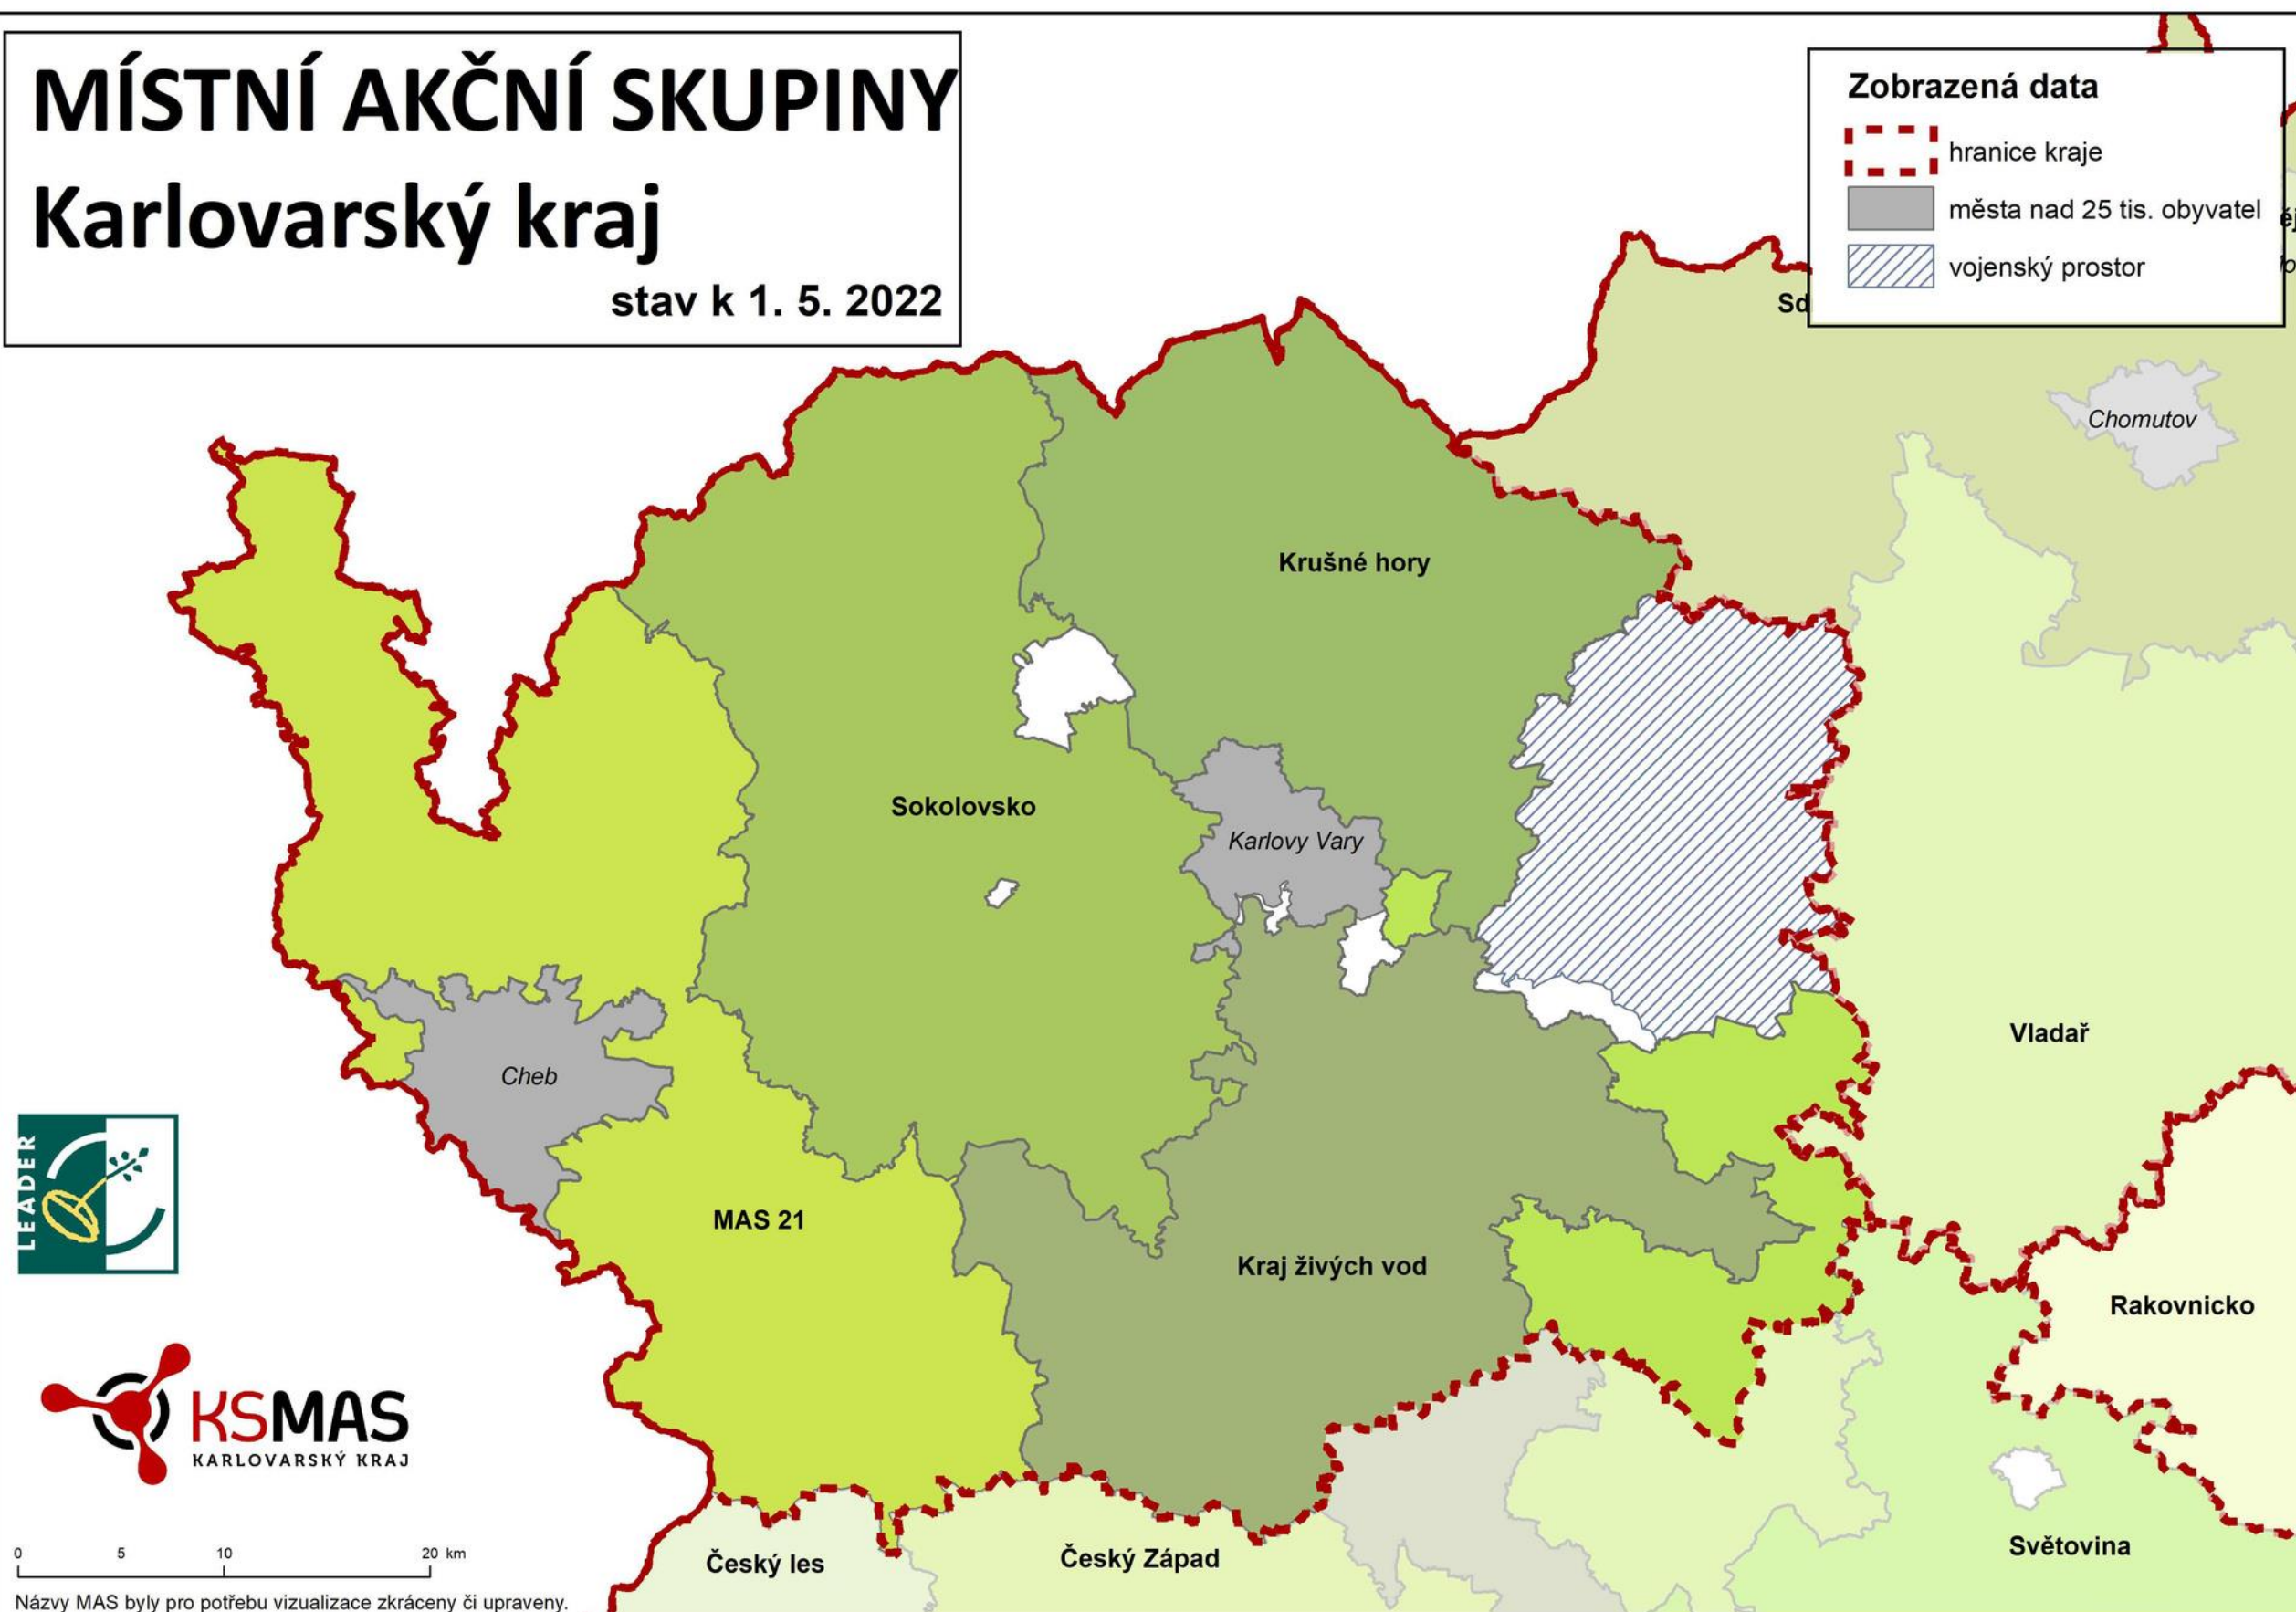 MÍSTNÍ AKČNÍ SKUPINY
Karlovarský kraj
stav k 1. 5. 2022
Zobrazená data
hranice kraje
města nad 25 tis. obyvatel
vojenský prostor
Chomutov
Krušné hory
Sokolovsko
Karlovy Vary
Vladař
Cheb
LEADER
MAS 21
Kraj živých vod
Rakovnicko
KSMAS
KARLOVARSKÝ KRAJ
Světovina
Český les
Český Západ
0 5 10 20 km
Názvy MAS byly pro potřebu vizualizace zkráceny či upraveny.